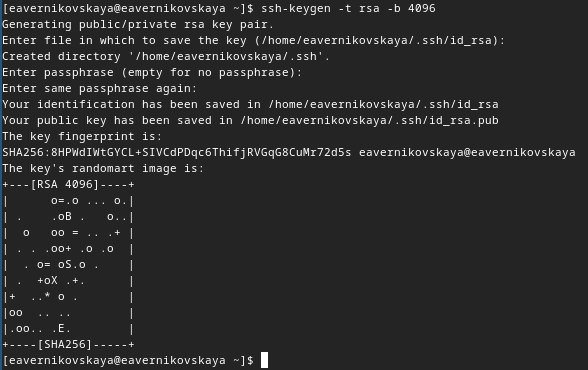 [eavernikovskaya@eavernikovskaya ~]$ ssh-keygen -t rsa -b 4096
Generating public/private rsa key pair.
Enter file in which to save the key (/home/eavernikovskaya/.ssh/id_rsa):
Created directory '/home/eavernikovskaya/.ssh'.
Enter passphrase (empty for no passphrase):
Enter same passphrase again:
Your identification has been saved in /home/eavernikovskaya/.ssh/id_rsa
Your public key has been saved in /home/eavernikovskaya/.ssh/id_rsa.pub
The key fingerprint is:
SHA256:8HPWdIWtGYCL+SIVCdPDqc6ThifjRVGqG8CuMr72d5s eavernikovskaya@eavernikovskaya
The key's randomart image is:
+---[RSA 4096]----+
|      o=.o ... o.|
| .    .oB .   o..|
|  o   oo = .. .+ |
| . . .oo+ .o .o  |
|  . o= oS.o .    |
| .  +oX .+.      |
|+  ..* o .       |
|oo  .. ..        |
|.oo.. .E.        |
+----[SHA256]-----+
[eavernikovskaya@eavernikovskaya ~]$